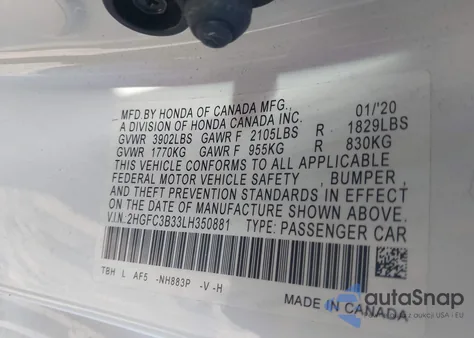 MFD.BY HONDA OF CANADA MFG., 01/'20
A DIVISION OF HONDA CANADA INC.
GVWR 3902LBS GAWR F 2105LBS R 1829LBS
GVWR 1770KG GAWR F 955KG R 830KG
THIS VEHICLE CONFORMS TO ALL APPLICABLE
FEDERAL MOTOR VEHICLE SAFETY , BUMPER ,
AND THEFT PREVENTION STANDARDS IN EFFECT
ON THE DATE OF MANUFACTURE SHOWN ABOVE.
V.I.N:2HGFC3B33LH350881 TYPE: PASSENGER CAR
TBH L AF5 -NH883P -V-H
MADE IN CANADA
autoSnap